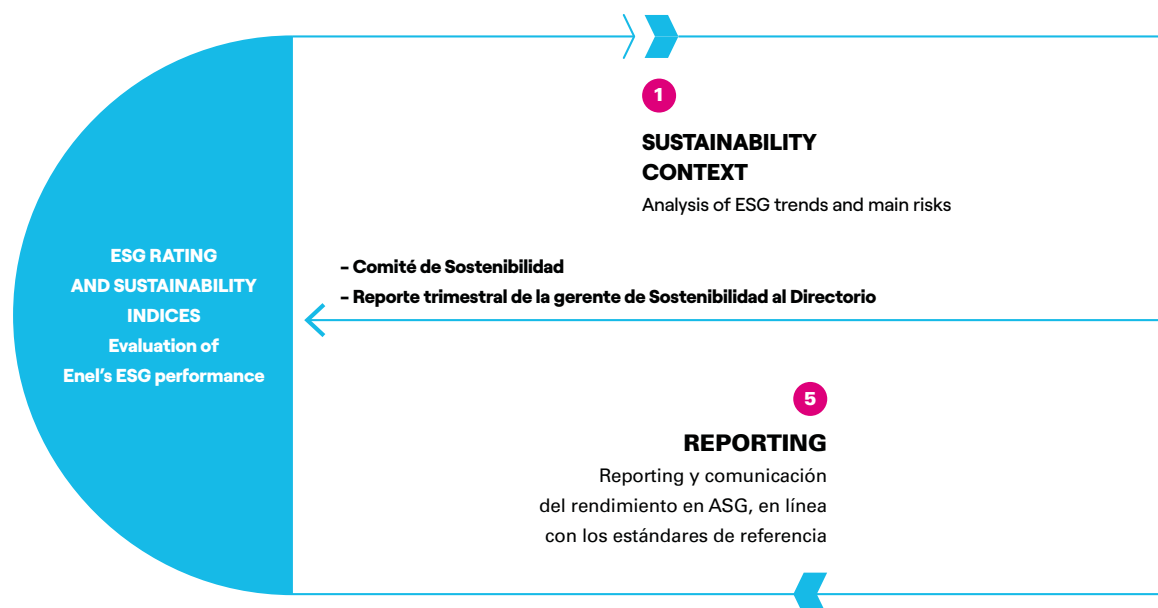 ESG RATING
AND SUSTAINABILITY
INDICES
Evaluation of
Enel's ESG performance
1
SUSTAINABILITY
CONTEXT
Analysis of ESG trends and main risks
– Comité de Sostenibilidad
– Reporte trimestral de la gerente de Sostenibilidad al Directorio
5
REPORTING
Reporting y comunicación
del rendimiento en ASG, en línea
con los estándares de referencia